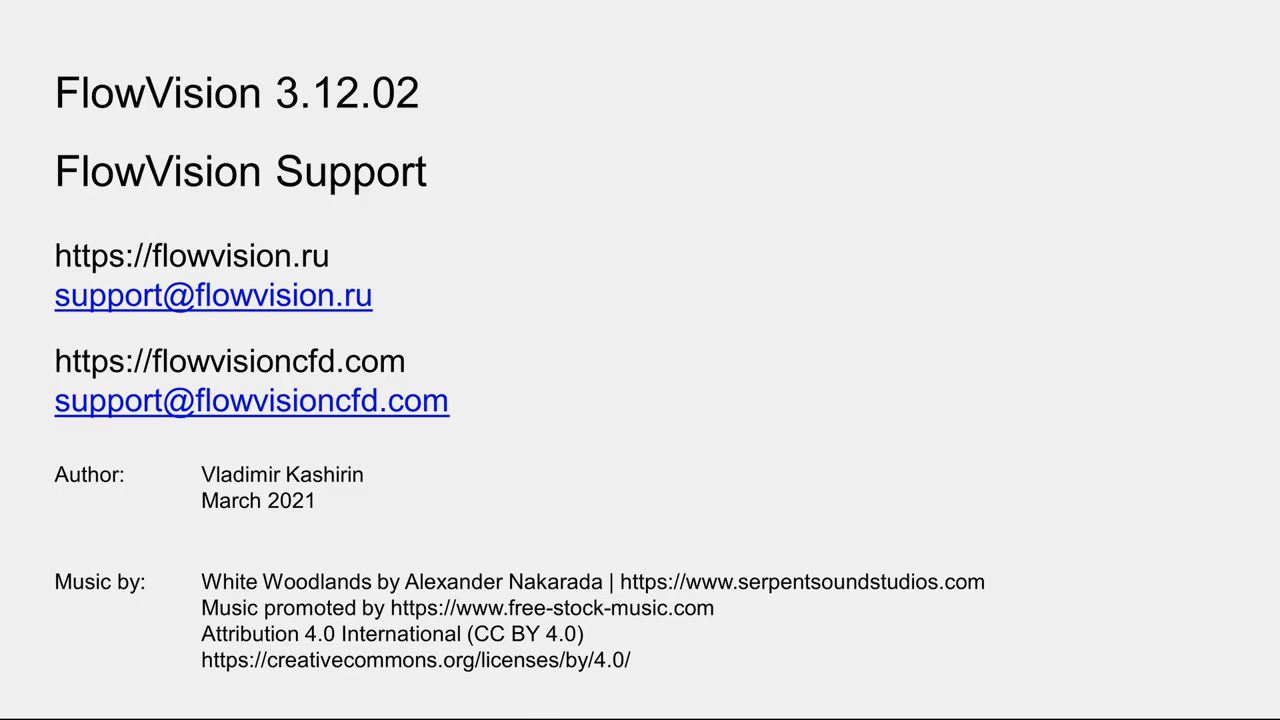 FlowVision 3.12.02
FlowVision Support
https://flowvision.ru
support@flowvision.ru
https://flowvisioncfd.com
support@flowvisioncfd.com
Author: Vladimir Kashirin
March 2021
Music by: White Woodlands by Alexander Nakarada | https://www.serpentsoundstudios.com
Music promoted by https://www.free-stock-music.com
Attribution 4.0 International (CC BY 4.0)
https://creativecommons.org/licenses/by/4.0/